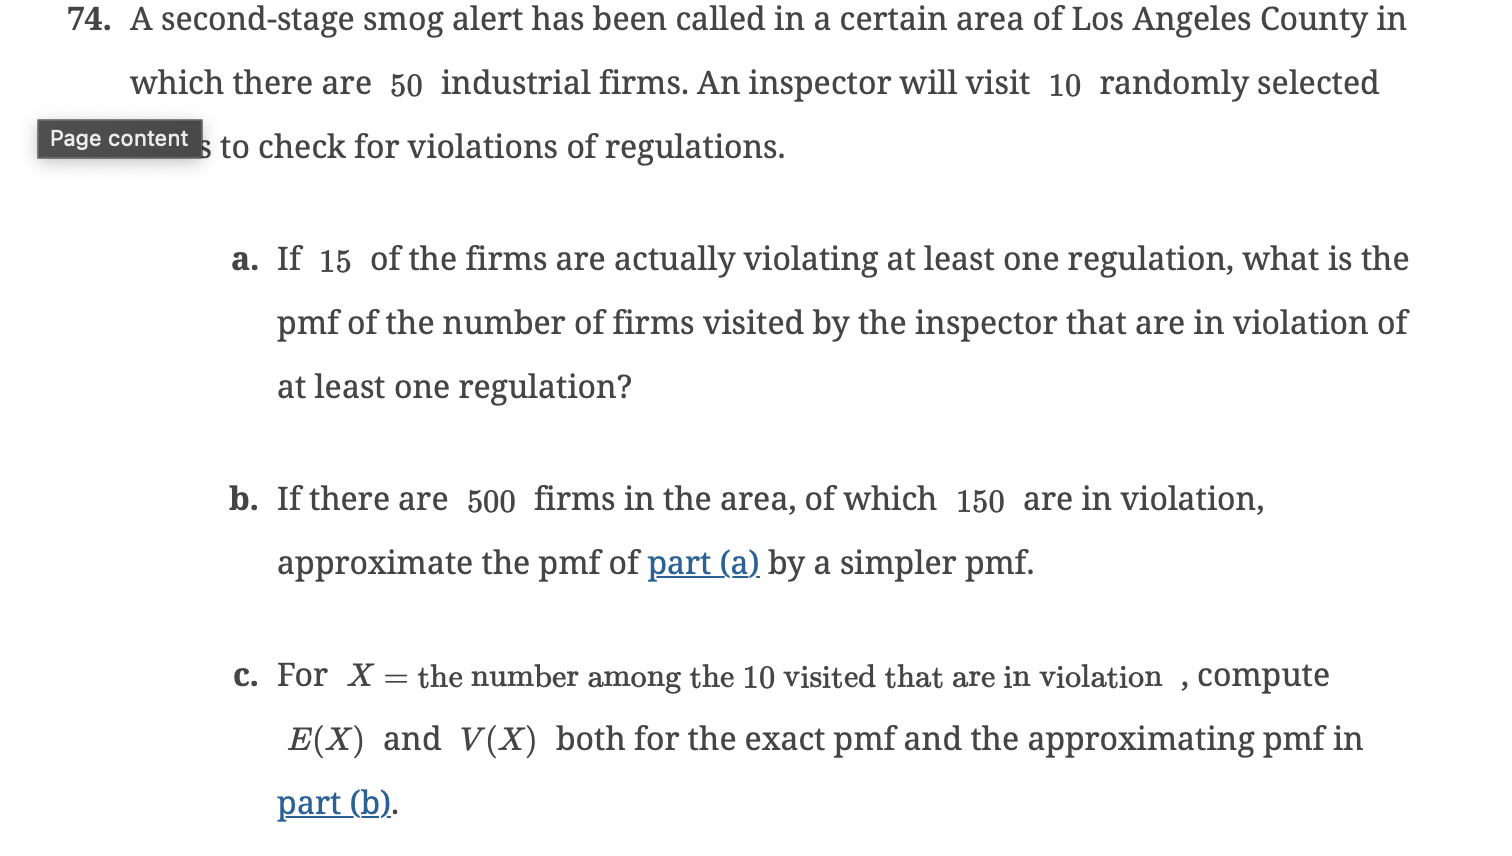 74. A second-stage smog alert has been called in a certain area of Los Angeles County in
which there are 50 industrial firms. An inspector will visit 10 randomly selected
Page content s to check for violations of regulations.
a. If 15 of the firms are actually violating at least one regulation, what is the
pmf of the number of firms visited by the inspector that are in violation of
at least one regulation?
b. If there are 500 firms in the area, of which 150 are in violation,
approximate the pmf of part (a) by a simpler pmf.
c. For X = the number among the 10 visited that are in violation , compute
E(X) and V(X) both for the exact pmf and the approximating pmf in
part (b).